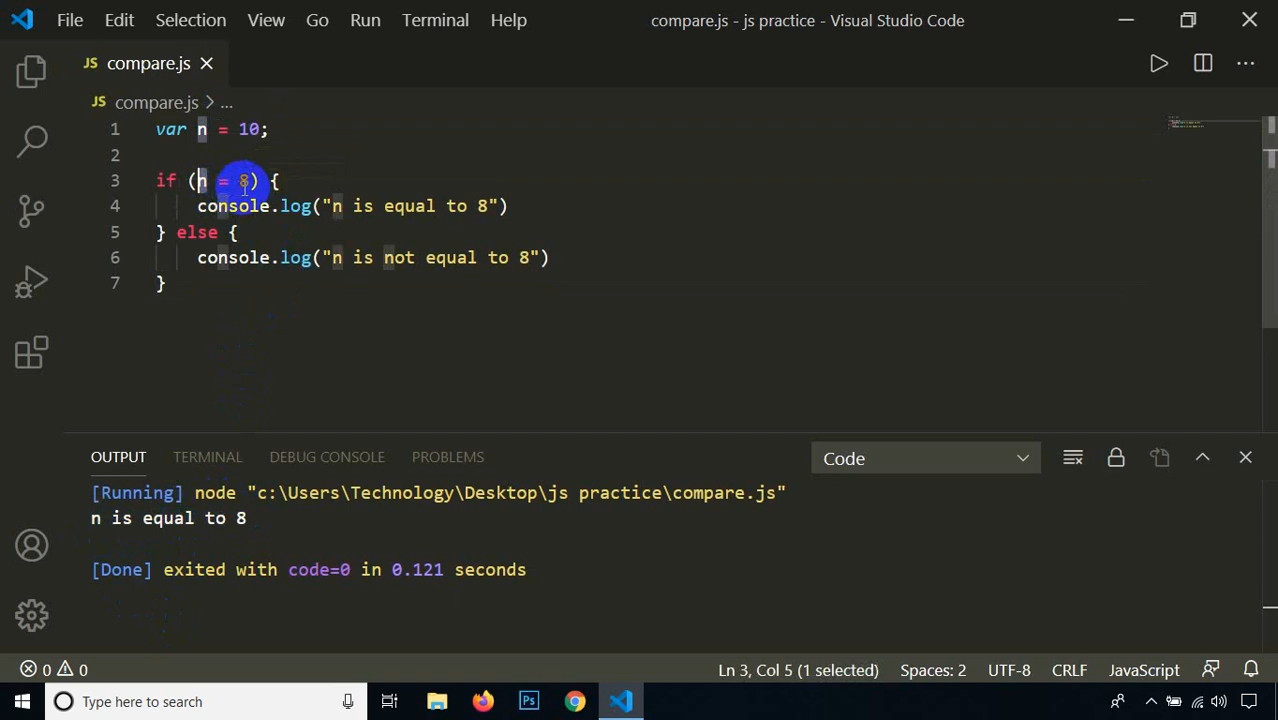 File Edit Selection View Go Run Terminal Help compare.js - js practice - Visual Studio Code
JS compare.js
JS compare.js > ...
1 var n = 10;
2
3 if (n = 8) {
4 console.log("n is equal to 8")
5 } else {
6 console.log("n is not equal to 8")
7 }
OUTPUT TERMINAL DEBUG CONSOLE PROBLEMS Code
[Running] node "c:\Users\Technology\Desktop\js practice\compare.js"
n is equal to 8
[Done] exited with code=0 in 0.121 seconds
0 0 Ln 3, Col 5 (1 selected) Spaces: 2 UTF-8 CRLF JavaScript
Type here to search Ps